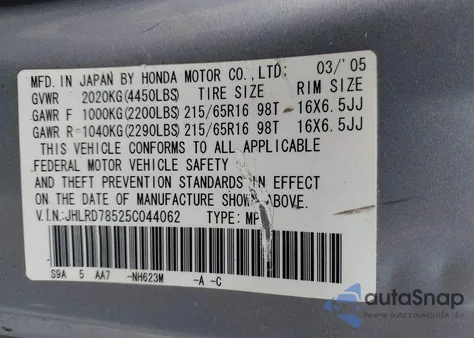 MFD. IN JAPAN BY HONDA MOTOR CO., LTD. 03/'05
GVWR 2020KG(4450LBS) TIRE SIZE RIM SIZE
GAWR F 1000KG(2200LBS) 215/65R16 98T 16X6.5JJ
GAWR R 1040KG(2290LBS) 215/65R16 98T 16X6.5JJ
THIS VEHICLE CONFORMS TO ALL APPLICABLE
FEDERAL MOTOR VEHICLE SAFETY
AND THEFT PREVENTION STANDARDS IN EFFECT
ON THE DATE OF MANUFACTURE SHOWN ABOVE.
V.I.N:JHLRD78525C044062 TYPE: MP
S9A 5 AA7 -NH623M -A -C
autoSnap